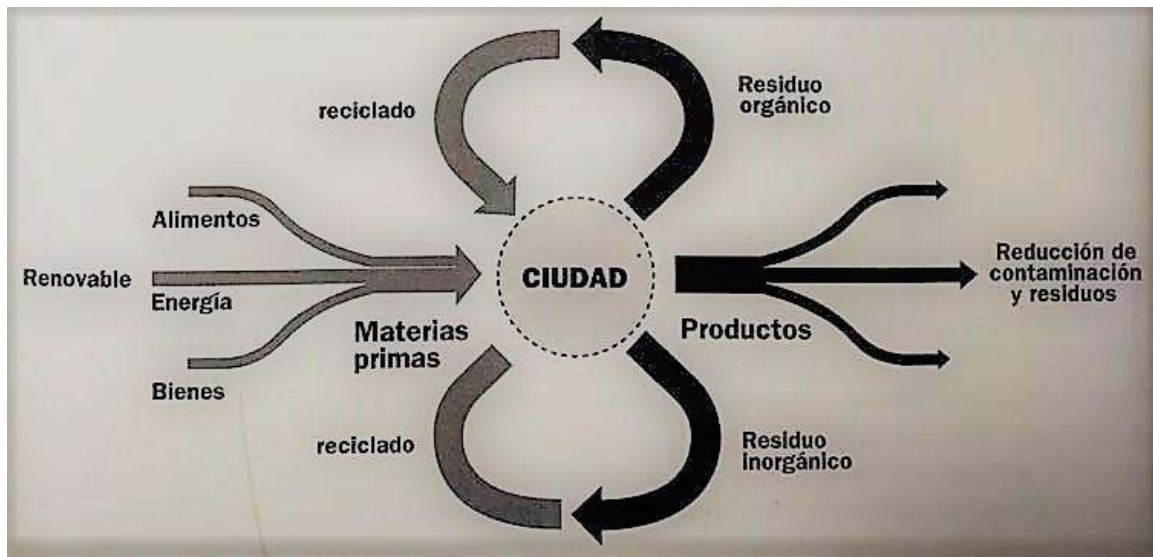 reciclado
Residuo
orgánico
Alimentos
Renovable
Energía
Bienes
Materias
primas
CIUDAD
Productos
Reducción de
contaminación
y residuos
reciclado
Residuo
inorgánico